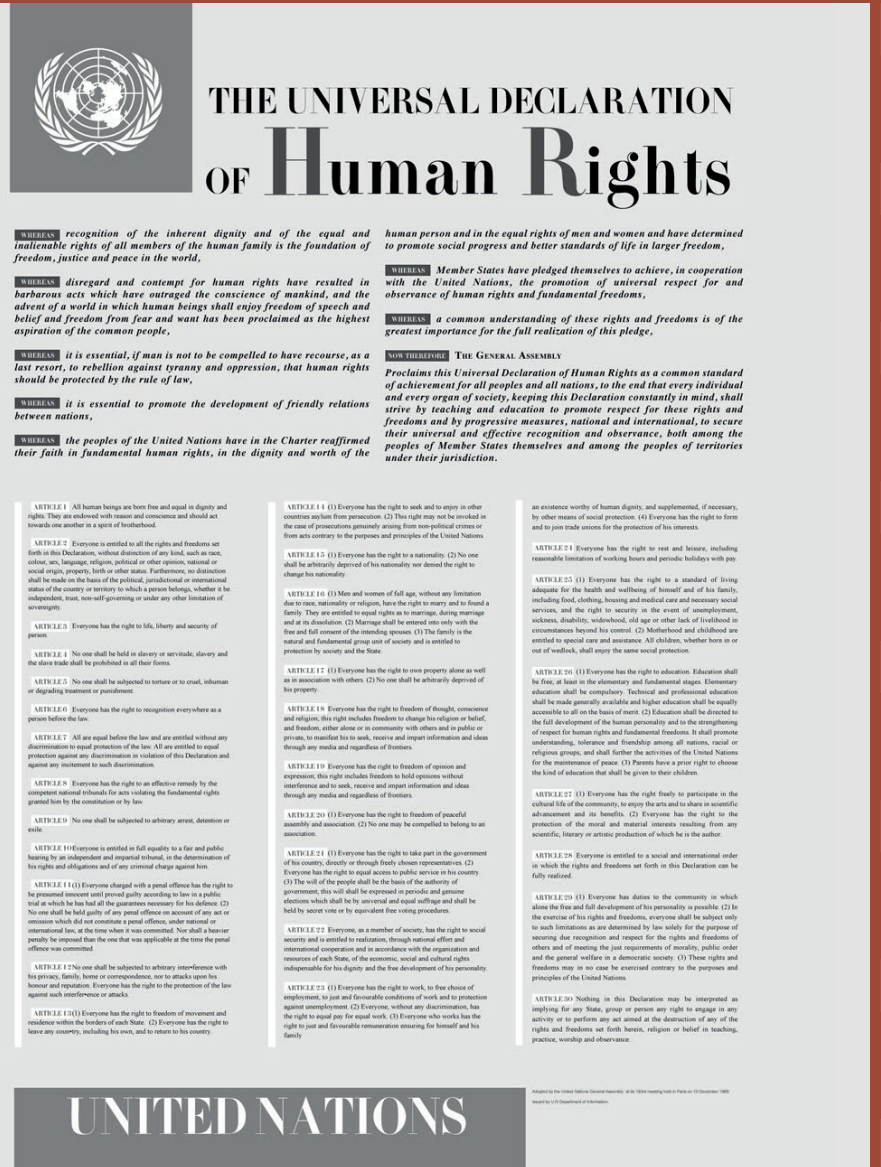 THE UNIVERSAL DECLARATION
OF Human Rights
WHEREAS recognition of the inherent dignity and of the equal and
inalienable rights of all members of the human family is the foundation of
freedom, justice and peace in the world,
WHEREAS disregard and contempt for human rights have resulted in
barbarous acts which have outraged the conscience of mankind, and the
advent of a world in which human beings shall enjoy freedom of speech and
belief and freedom from fear and want has been proclaimed as the highest
aspiration of the common people,
WHEREAS it is essential, if man is not to be compelled to have recourse, as a
last resort, to rebellion against tyranny and oppression, that human rights
should be protected by the rule of law,
WHEREAS it is essential to promote the development of friendly relations
between nations,
WHEREAS the peoples of the United Nations have in the Charter reaffirmed
their faith in fundamental human rights, in the dignity and worth of the
human person and in the equal rights of men and women and have determined
to promote social progress and better standards of life in larger freedom,
WHEREAS Member States have pledged themselves to achieve, in cooperation
with the United Nations, the promotion of universal respect for and
observance of human rights and fundamental freedoms,
WHEREAS a common understanding of these rights and freedoms is of the
greatest importance for the full realization of this pledge,
NOW THEREFORE THE GENERAL ASSEMBLY
Proclaims this Universal Declaration of Human Rights as a common standard
of achievement for all peoples and all nations, to the end that every individual
and every organ of society, keeping this Declaration constantly in mind, shall
strive by teaching and education to promote respect for these rights and
freedoms and by progressive measures, national and international, to secure
their universal and effective recognition and observance, both among the
peoples of Member States themselves and among the peoples of territories
under their jurisdiction.
ARTICLE 1 All human beings are born free and equal in dignity and
rights. They are endowed with reason and conscience and should act
towards one another in a spirit of brotherhood.
ARTICLE 2 Everyone is entitled to all the rights and freedoms set
forth in this Declaration, without distinction of any kind, such as race,
colour, sex, language, religion, political or other opinion, national or
social origin, property, birth or other status. Furthermore, no distinction
shall be made on the basis of the political, jurisdictional or international
status of the country or territory to which a person belongs, whether it be
independent, trust, non-self-governing or under any other limitation of
sovereignty.
ARTICLE 3 Everyone has the right to life, liberty and security of
person.
ARTICLE 4 No one shall be held in slavery or servitude; slavery and
the slave trade shall be prohibited in all their forms.
ARTICLE 5 No one shall be subjected to torture or to cruel, inhuman
or degrading treatment or punishment.
ARTICLE 6 Everyone has the right to recognition everywhere as a
person before the law.
ARTICLE 7 All are equal before the law and are entitled without any
discrimination to equal protection of the law. All are entitled to equal
protection against any discrimination in violation of this Declaration and
against any incitement to such discrimination.
ARTICLE 8 Everyone has the right to an effective remedy by the
competent national tribunals for acts violating the fundamental rights
granted him by the constitution or by law.
ARTICLE 9 No one shall be subjected to arbitrary arrest, detention or
exile.
ARTICLE 10 Everyone is entitled in full equality to a fair and public
hearing by an independent and impartial tribunal, in the determination of
his rights and obligations and of any criminal charge against him.
ARTICLE 11 (1) Everyone charged with a penal offence has the right to
be presumed innocent until proved guilty according to law in a public
trial at which he has had all the guarantees necessary for his defence. (2)
No one shall be held guilty of any penal offence on account of any act or
omission which did not constitute a penal offence, under national or
international law, at the time when it was committed. Nor shall a heavier
penalty be imposed than the one that was applicable at the time the penal
offence was committed.
ARTICLE 12 No one shall be subjected to arbitrary inter•ference with
his privacy, family, home or correspondence, nor to attacks upon his
honour and reputation. Everyone has the right to the protection of the law
against such interfer•ence or attacks.
ARTICLE 13 (1) Everyone has the right to freedom of movement and
residence within the borders of each State. (2) Everyone has the right to
leave any coun•try, including his own, and to return to his country.
ARTICLE 14 (1) Everyone has the right to seek and to enjoy in other
countries asylum from persecution. (2) This right may not be invoked in
the case of prosecutions genuinely arising from non-political crimes or
from acts contrary to the purposes and principles of the United Nations.
ARTICLE 15 (1) Everyone has the right to a nationality. (2) No one
shall be arbitrarily deprived of his nationality nor denied the right to
change his nationality.
ARTICLE 16 (1) Men and women of full age, without any limitation
due to race, nationality or religion, have the right to marry and to found a
family. They are entitled to equal rights as to marriage, during marriage
and at its dissolution. (2) Marriage shall be entered into only with the
free and full consent of the intending spouses. (3) The family is the
natural and fundamental group unit of society and is entitled to
protection by society and the State.
ARTICLE 17 (1) Everyone has the right to own property alone as well
as in association with others. (2) No one shall be arbitrarily deprived of
his property.
ARTICLE 18 Everyone has the right to freedom of thought, conscience
and religion; this right includes freedom to change his religion or belief,
and freedom, either alone or in community with others and in public or
private, to manifest his to seek, receive and impart information and ideas
through any media and regardless of frontiers.
ARTICLE 19 Everyone has the right to freedom of opinion and
expression; this right includes freedom to hold opinions without
interference and to seek, receive and impart information and ideas
through any media and regardless of frontiers.
ARTICLE 20 (1) Everyone has the right to freedom of peaceful
assembly and association. (2) No one may be compelled to belong to an
association.
ARTICLE 21 (1) Everyone has the right to take part in the government
of his country, directly or through freely chosen representatives. (2)
Everyone has the right to equal access to public service in his country.
(3) The will of the people shall be the basis of the authority of
government; this will shall be expressed in periodic and genuine
elections which shall be by universal and equal suffrage and shall be
held by secret vote or by equivalent free voting procedures.
ARTICLE 22 Everyone, as a member of society, has the right to social
security and is entitled to realization, through national effort and
international cooperation and in accordance with the organization and
resources of each State, of the economic, social and cultural rights
indispensable for his dignity and the free development of his personality.
ARTICLE 23 (1) Everyone has the right to work, to free choice of
employment, to just and favourable conditions of work and to protection
against unemployment. (2) Everyone, without any discrimination, has
the right to equal pay for equal work. (3) Everyone who works has the
right to just and favourable remuneration ensuring for himself and his
family
an existence worthy of human dignity, and supplemented, if necessary,
by other means of social protection. (4) Everyone has the right to form
and to join trade unions for the protection of his interests.
ARTICLE 24 Everyone has the right to rest and leisure, including
reasonable limitation of working hours and periodic holidays with pay.
ARTICLE 25 (1) Everyone has the right to a standard of living
adequate for the health and wellbeing of himself and of his family,
including food, clothing, housing and medical care and necessary social
services, and the right to security in the event of unemployment,
sickness, disability, widowhood, old age or other lack of livelihood in
circumstances beyond his control. (2) Motherhood and childhood are
entitled to special care and assistance. All children, whether born in or
out of wedlock, shall enjoy the same social protection.
ARTICLE 26 (1) Everyone has the right to education. Education shall
be free, at least in the elementary and fundamental stages. Elementary
education shall be compulsory. Technical and professional education
shall be made generally available and higher education shall be equally
accessible to all on the basis of merit. (2) Education shall be directed to
the full development of the human personality and to the strengthening
of respect for human rights and fundamental freedoms. It shall promote
understanding, tolerance and friendship among all nations, racial or
religious groups, and shall further the activities of the United Nations
for the maintenance of peace. (3) Parents have a prior right to choose
the kind of education that shall be given to their children.
ARTICLE 27 (1) Everyone has the right freely to participate in the
cultural life of the community, to enjoy the arts and to share in scientific
advancement and its benefits. (2) Everyone has the right to the
protection of the moral and material interests resulting from any
scientific, literary or artistic production of which he is the author.
ARTICLE 28 Everyone is entitled to a social and international order
in which the rights and freedoms set forth in this Declaration can be
fully realized.
ARTICLE 29 (1) Everyone has duties to the community in which
alone the free and full development of his personality is possible. (2) In
the exercise of his rights and freedoms, everyone shall be subject only
to such limitations as are determined by law solely for the purpose of
securing due recognition and respect for the rights and freedoms of
others and of meeting the just requirements of morality, public order
and the general welfare in a democratic society. (3) These rights and
freedoms may in no case be exercised contrary to the purposes and
principles of the United Nations.
ARTICLE 30 Nothing in this Declaration may be interpreted as
implying for any State, group or person any right to engage in any
activity or to perform any act aimed at the destruction of any of the
rights and freedoms set forth herein, religion or belief in teaching,
practice, worship and observance.
UNITED NATIONS
Adopted by the United Nations General Assembly at its 183rd meeting held in Paris on 10 December
Issued by U.N Department of Information